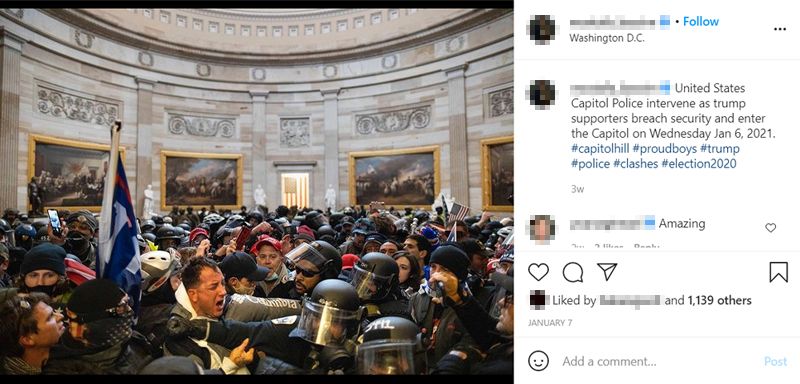 • Follow
Washington D.C.
United States
Capitol Police intervene as trump
supporters breach security and enter
the Capitol on Wednesday Jan 6, 2021.
#capitolhill #proudboys #trump
#police #clashes #election2020
3w
Amazing
Reply
Liked by and 1,139 others
JANUARY 7
Add a comment...
Post